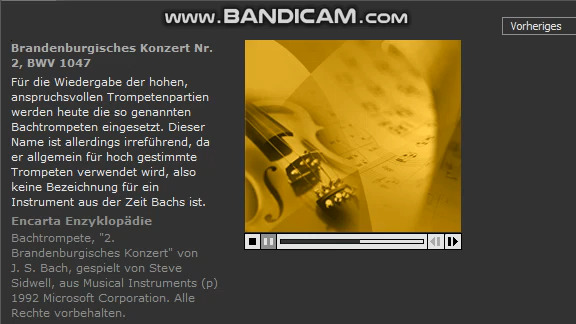 www.BANDICAM.com
Vorheriges
Brandenburgisches Konzert Nr.
2, BWV 1047
Für die Wiedergabe der hohen,
anspruchsvollen Trompetenpartien
werden heute die so genannten
Bachtrompeten eingesetzt. Dieser
Name ist allerdings irreführend, da
er allgemein für hoch gestimmte
Trompeten verwendet wird, also
keine Bezeichnung für ein
Instrument aus der Zeit Bachs ist.
Encarta Enzyklopädie
Bachtrompete, "2.
Brandenburgisches Konzert" von
J. S. Bach, gespielt von Steve
Sidwell, aus Musical Instruments (p)
1992 Microsoft Corporation. Alle
Rechte vorbehalten.